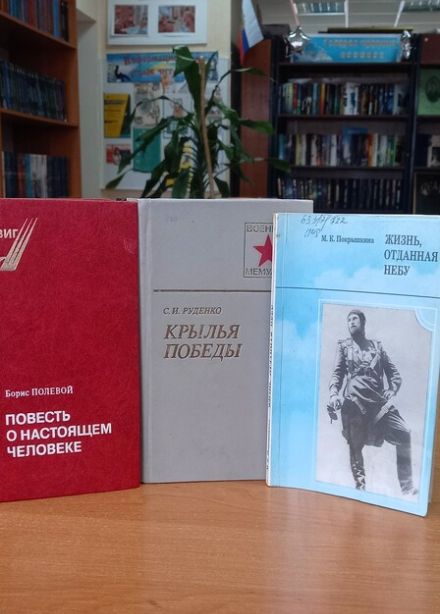 ВИГ
Борис ПОЛЕВОЙ
ПОВЕСТЬ
О НАСТОЯЩЕМ
ЧЕЛОВЕКЕ
ВОЕН
МЕМУ
С. И. РУДЕНКО
КРЫЛЬЯ
ПОБЕДЫ
М. К. Покрышкина
ЖИЗНЬ,
ОТДАННАЯ
НЕБУ